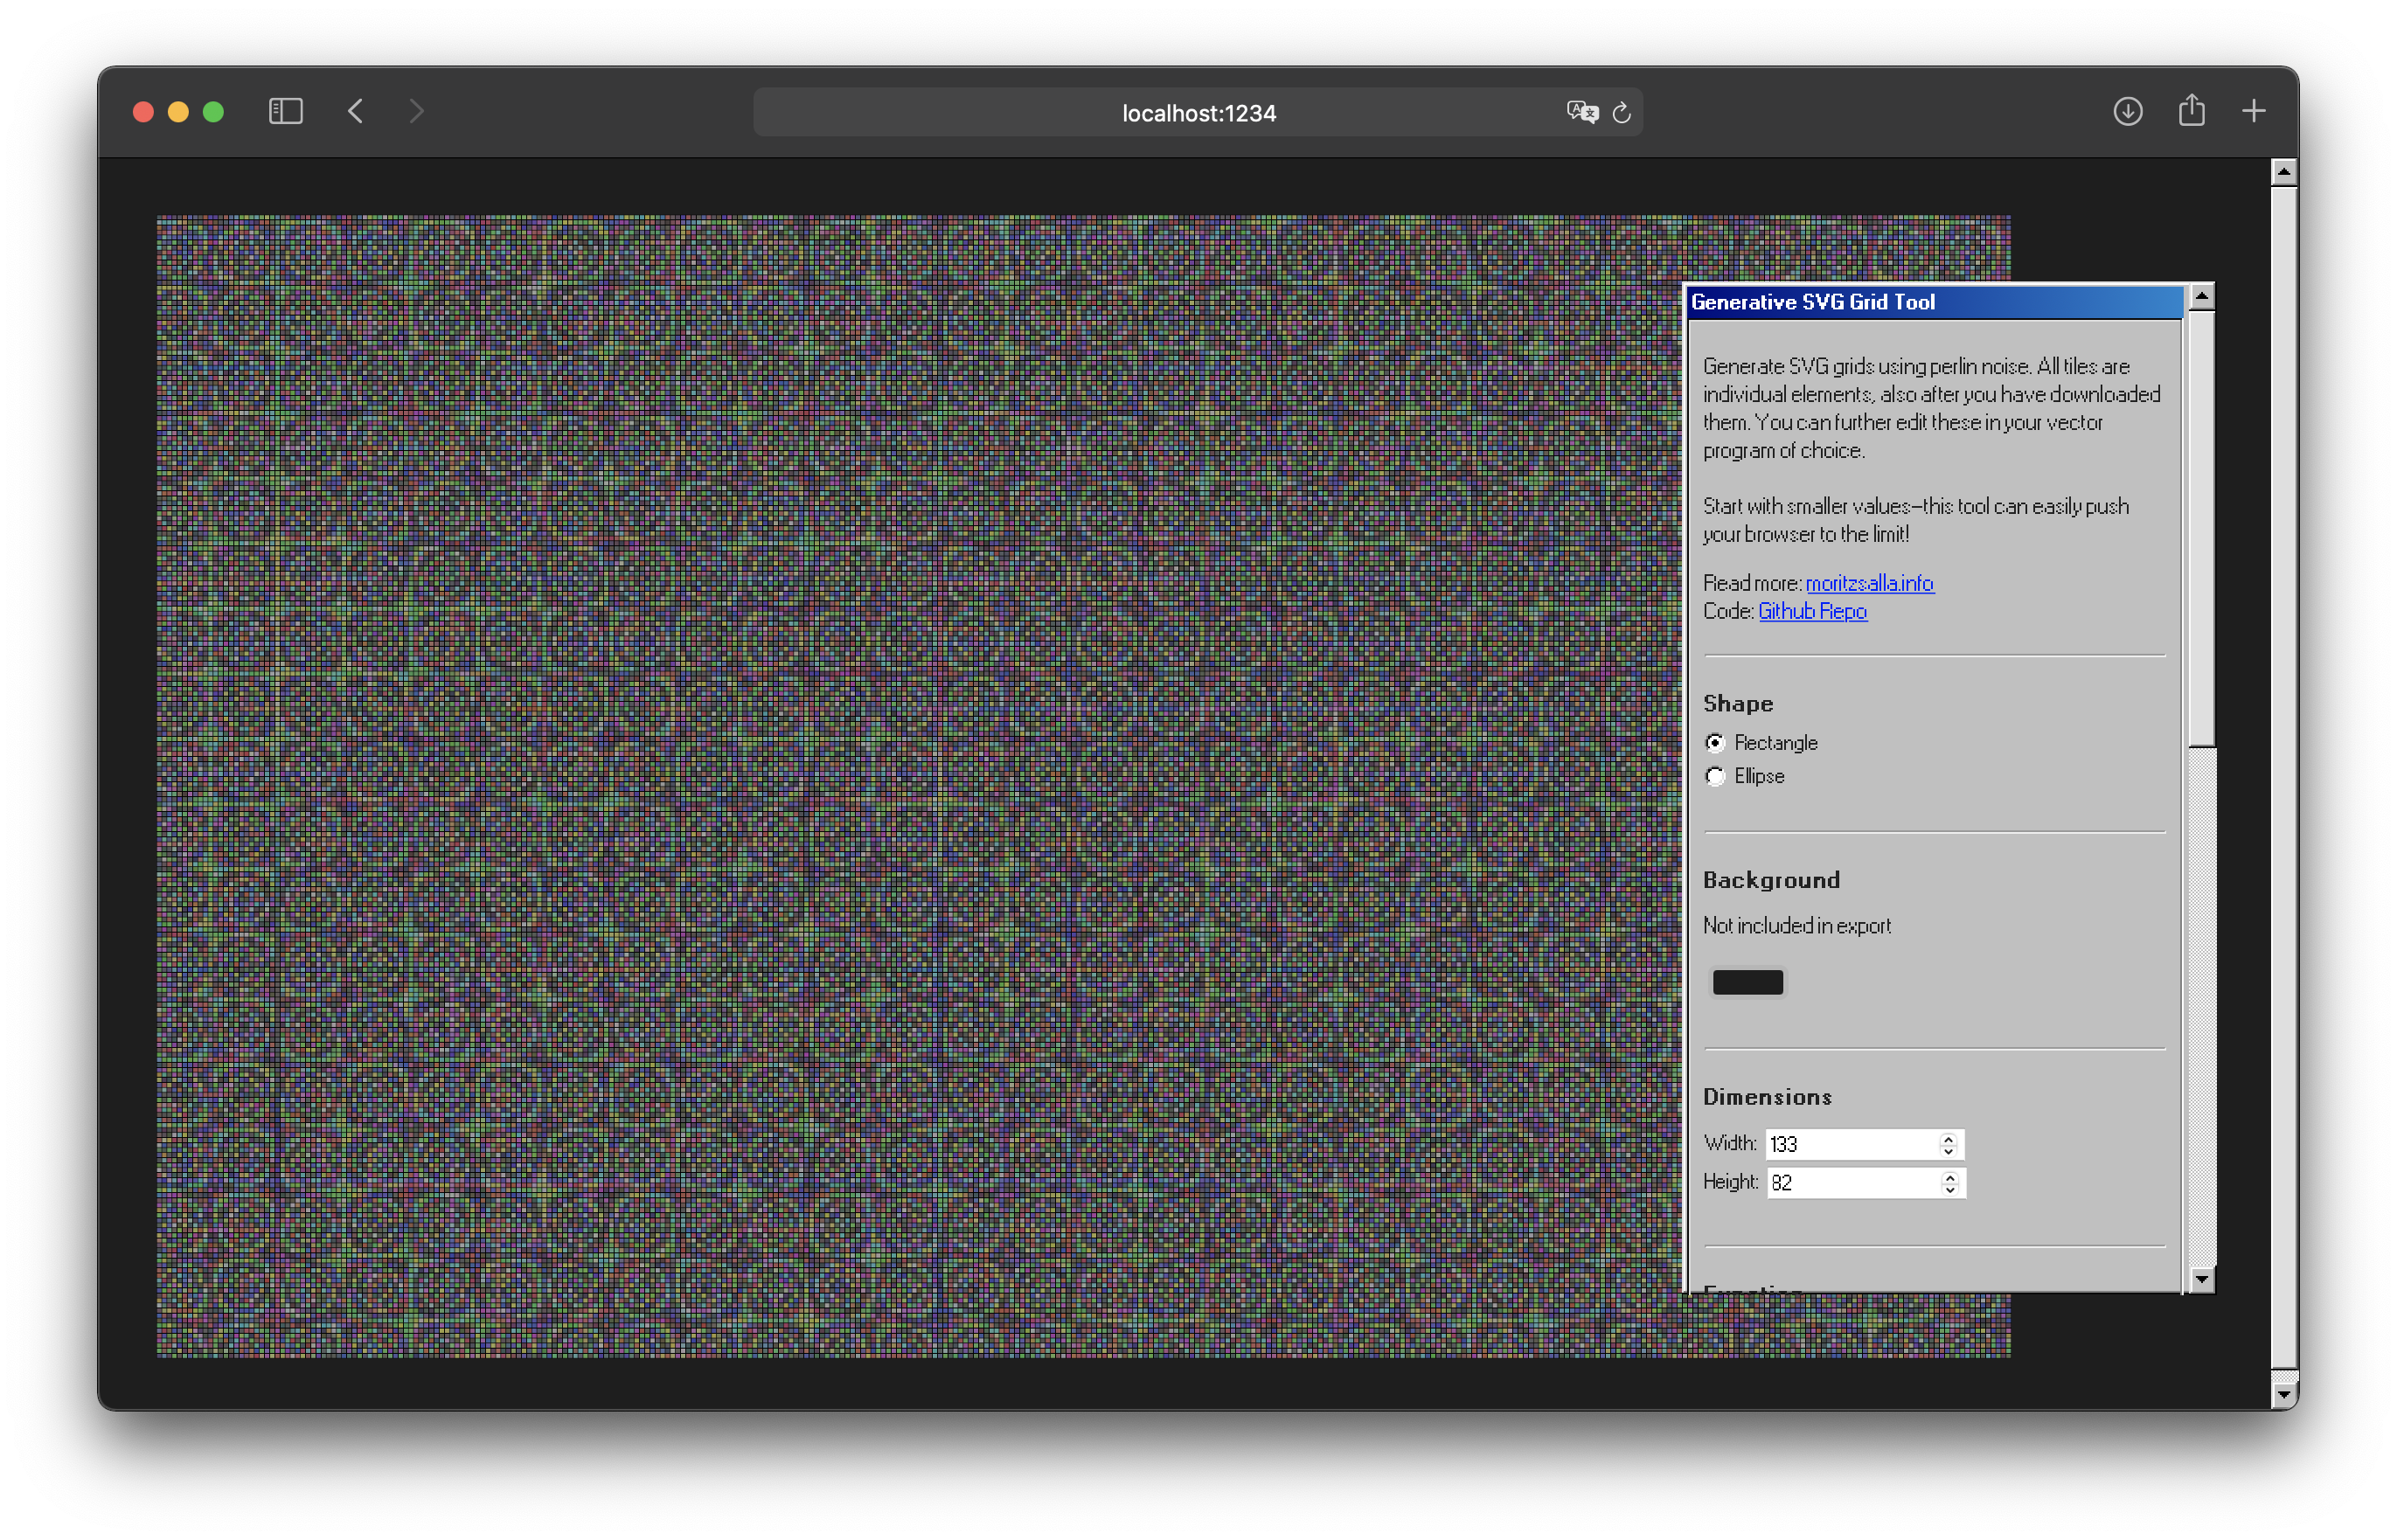 localhost:1234
Generative SVG Grid Tool
Generate SVG grids using perlin noise. All tiles are
individual elements, also after you have downloaded
them. You can further edit these in your vector
program of choice.
Start with smaller values—this tool can easily push
your browser to the limit!
Read more: moritzsalla.info
Code: Github Repo
Shape
Rectangle
Ellipse
Background
Not included in export
Dimensions
Width: 133
Height: 82
Function